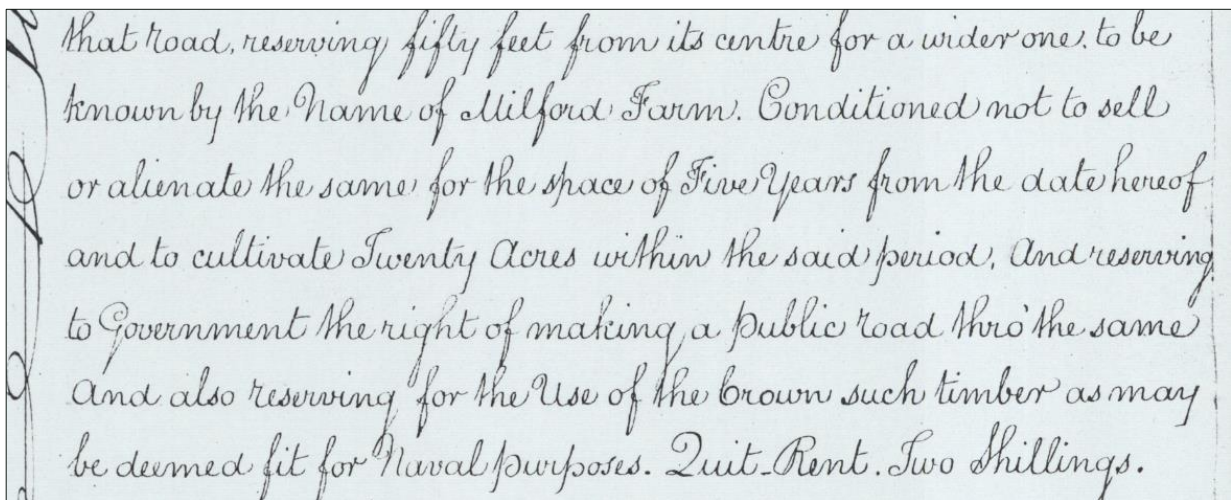 that road, reserving fifty feet from its centre for a wider one, to be
known by the Name of Milford Farm. Conditioned not to sell
or alienate the same for the space of Five Years from the date hereof
and to cultivate Twenty Acres within the said period, And reserving
to Government the right of making a public road thro' the same
And also reserving for the Use of the Crown such timber as may
be deemed fit for Naval purposes. Quit-Rent. Two Shillings.